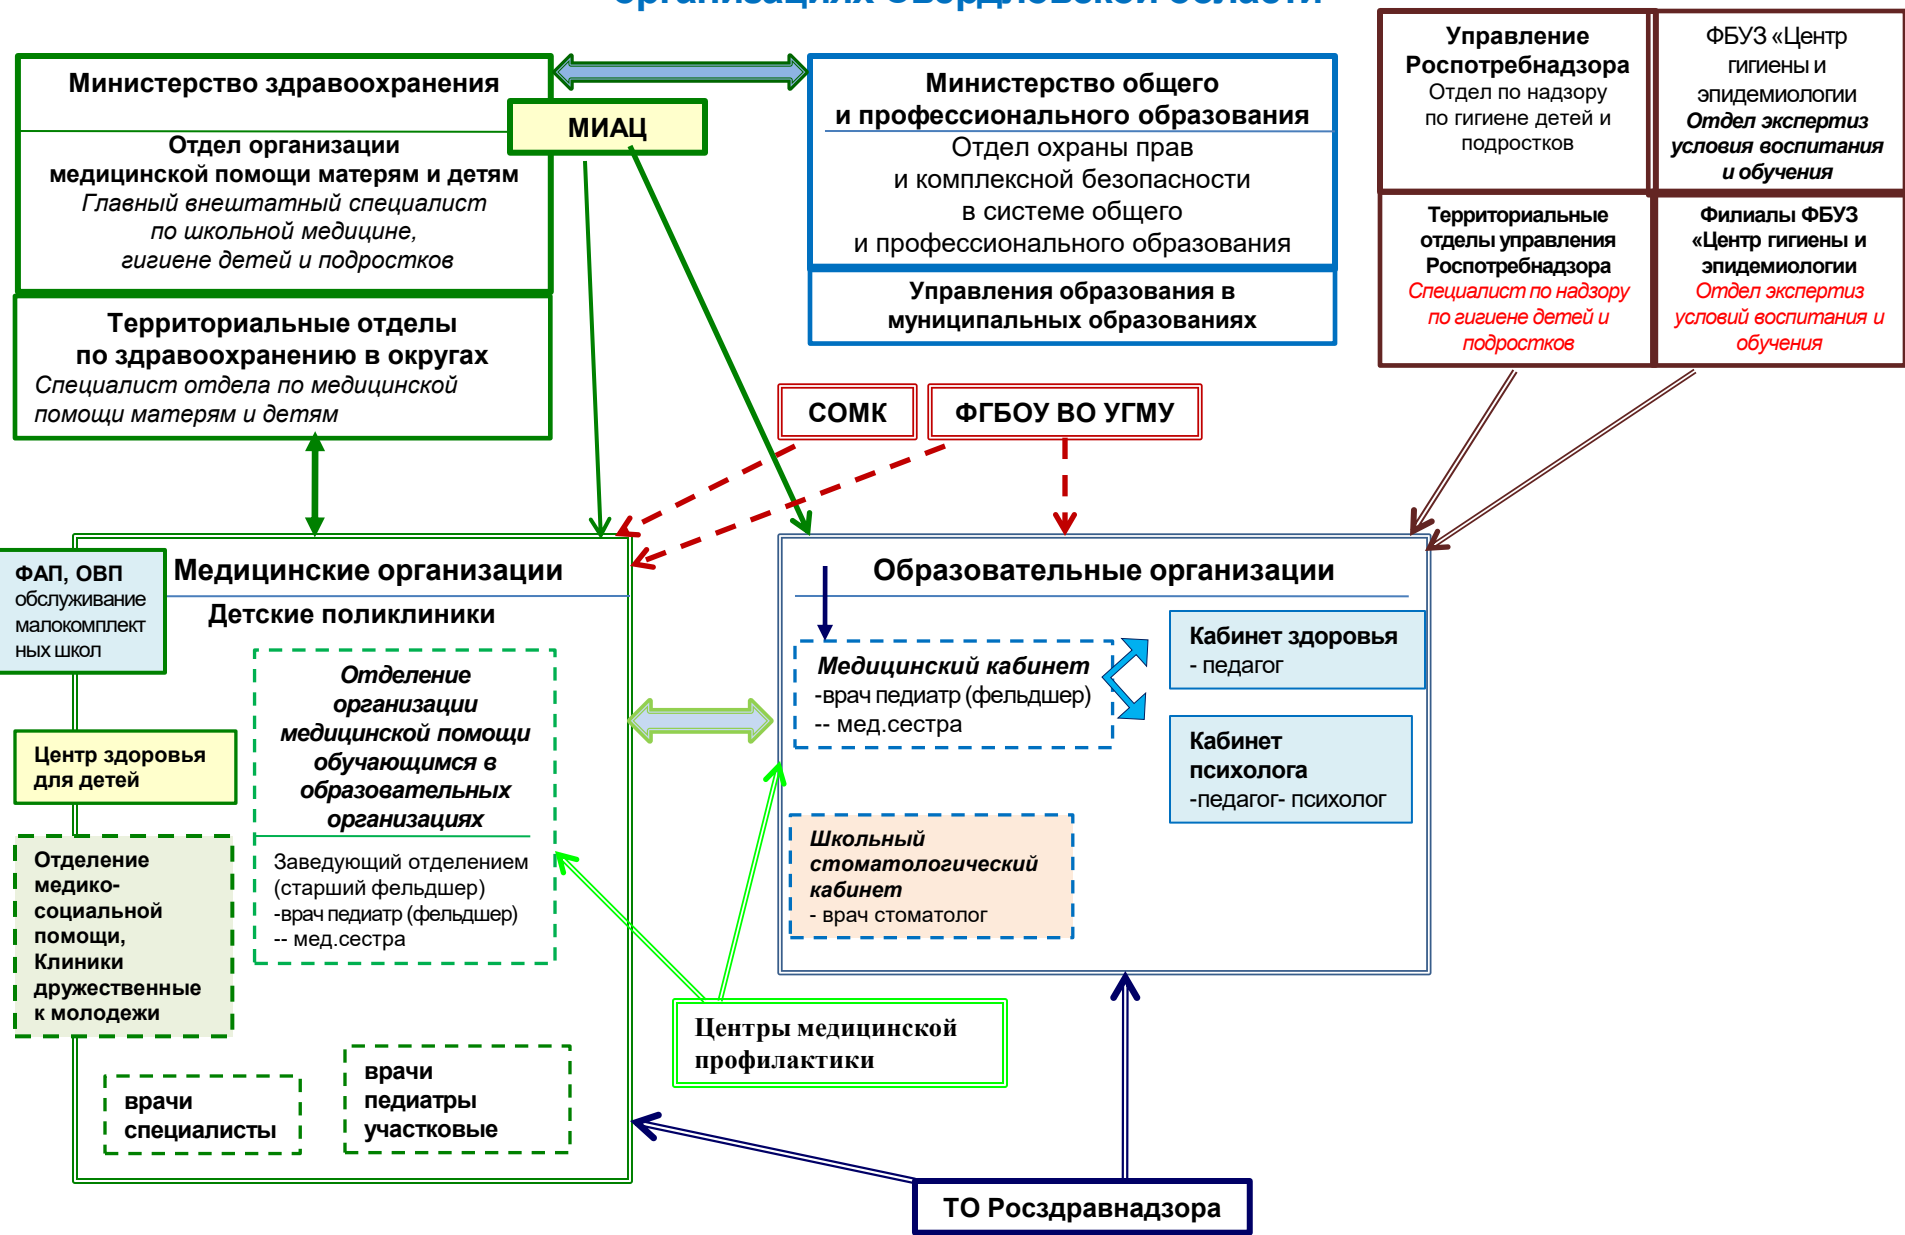 организациях Свердловской области
Министерство здравоохранения
Отдел организации
медицинской помощи матерям и детям
Главный внештатный специалист
по школьной медицине,
гигиене детей и подростков
Территориальные отделы
по здравоохранению в округах
Специалист отдела по медицинской
помощи матерям и детям
МИАЦ
Министерство общего
и профессионального образования
Отдел охраны прав
и комплексной безопасности
в системе общего
и профессионального образования
Управления образования в
муниципальных образованиях
Управление
Роспотребнадзора
Отдел по надзору
по гигиене детей и
подростков
ФБУЗ «Центр
гигиены и
эпидемиологии
Отдел экспертиз
условия воспитания
и обучения
Территориальные
отделы управления
Роспотребнадзора
Специалист по надзору
по гигиене детей и
подростков
Филиалы ФБУЗ
«Центр гигиены и
эпидемиологии
Отдел экспертиз
условий воспитания и
обучения
СОМК
ФГБОУ ВО УГМУ
ФАП, ОВП
обслуживание
малокомплект
ных школ
Медицинские организации
Детские поликлиники
Отделение
организации
медицинской помощи
обучающимся в
образовательных
организациях
Заведующий отделением
(старший фельдшер)
-врач педиатр (фельдшер)
-- мед.сестра
Центр здоровья
для детей
Отделение
медико-
социальной
помощи,
Клиники
дружественные
к молодежи
врачи
специалисты
врачи
педиатры
участковые
Образовательные организации
Медицинский кабинет
-врач педиатр (фельдшер)
-- мед.сестра
Кабинет здоровья
- педагог
Кабинет
психолога
-педагог- психолог
Школьный
стоматологический
кабинет
- врач стоматолог
Центры медицинской
профилактики
ТО Росздравнадзора